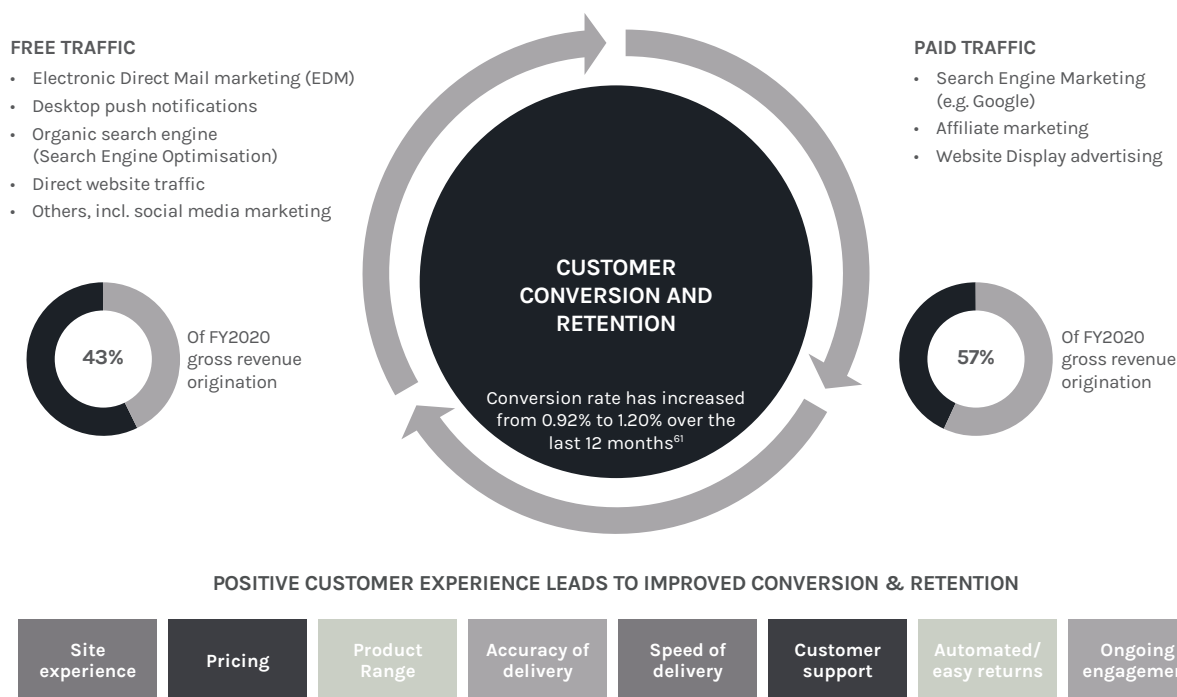 FREE TRAFFIC
• Electronic Direct Mail marketing (EDM)
• Desktop push notifications
• Organic search engine
(Search Engine Optimisation)
• Direct website traffic
• Others, incl. social media marketing
43%
Of FY2020
gross revenue
origination
CUSTOMER
CONVERSION AND
RETENTION
Conversion rate has increased
from 0.92% to 1.20% over the
last 12 months⁶¹
PAID TRAFFIC
• Search Engine Marketing
(e.g. Google)
• Affiliate marketing
• Website Display advertising
57%
Of FY2020
gross revenue
origination
POSITIVE CUSTOMER EXPERIENCE LEADS TO IMPROVED CONVERSION & RETENTION
Site
experience
Pricing
Product
Range
Accuracy of
delivery
Speed of
delivery
Customer
support
Automated/
easy returns
Ongoing